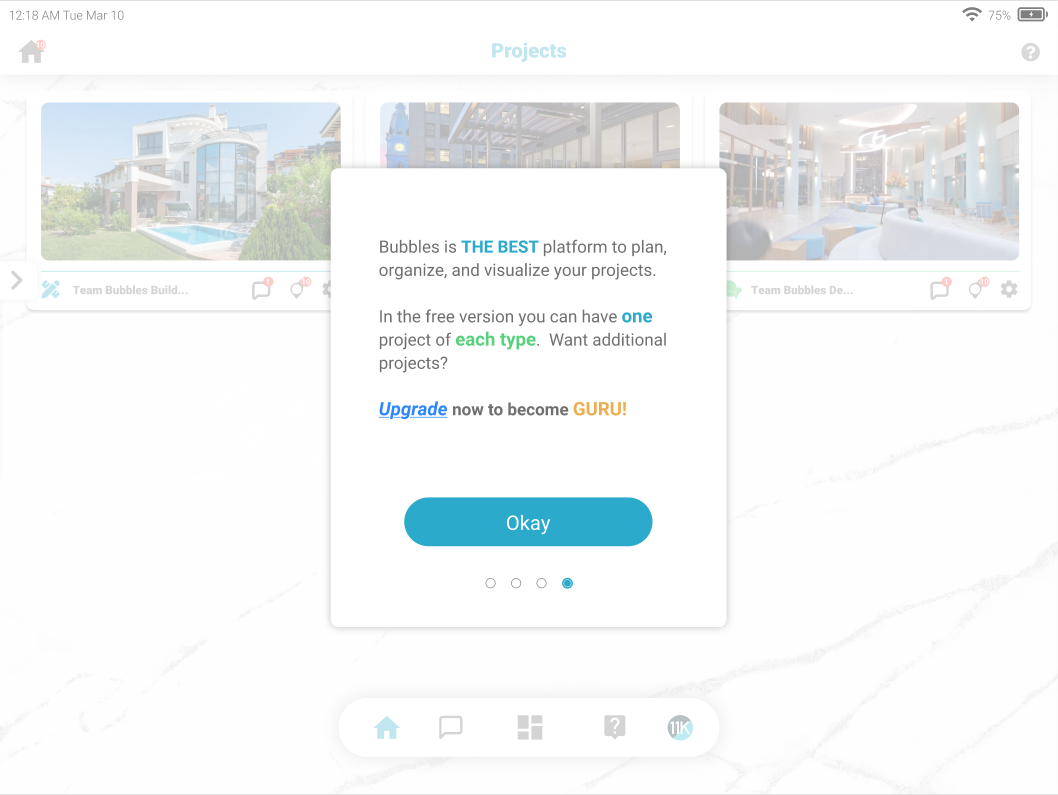 12:18 AM Tue Mar 10
75%
10
Projects
?
Team Bubbles Build...
1
10
Team Bubbles De...
1
10
Bubbles is THE BEST platform to plan,
organize, and visualize your projects.
In the free version you can have one
project of each type.  Want additional
projects?
Upgrade now to become GURU!
Okay
?
11K